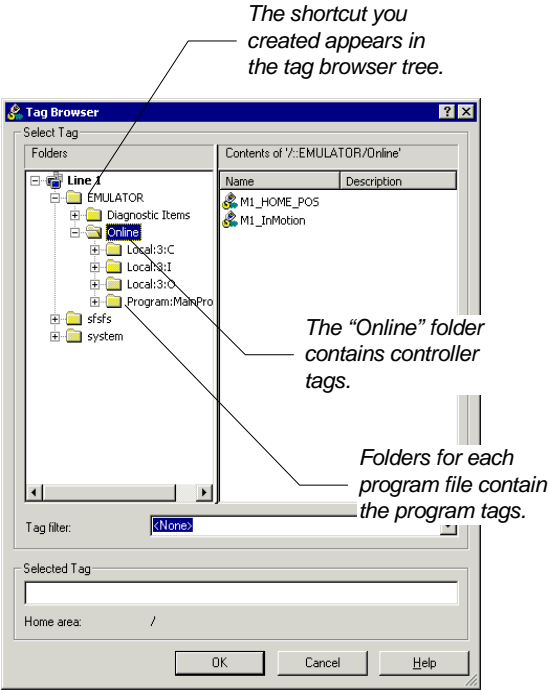 The shortcut you
created appears in
the tag browser tree.
Tag Browser
Select Tag
Folders
Contents of '/::EMULATOR/Online'
Line 1
EMULATOR
Diagnostic Items
Online
Local:3:C
Local:3:I
Local:3:O
Program:MainPro
sfsfs
system
Name
Description
M1_HOME_POS
M1_InMotion
The “Online” folder
contains controller
tags.
Folders for each
program file contain
the program tags.
Tag filter:
<None>
Selected Tag
Home area:
/
OK
Cancel
Help